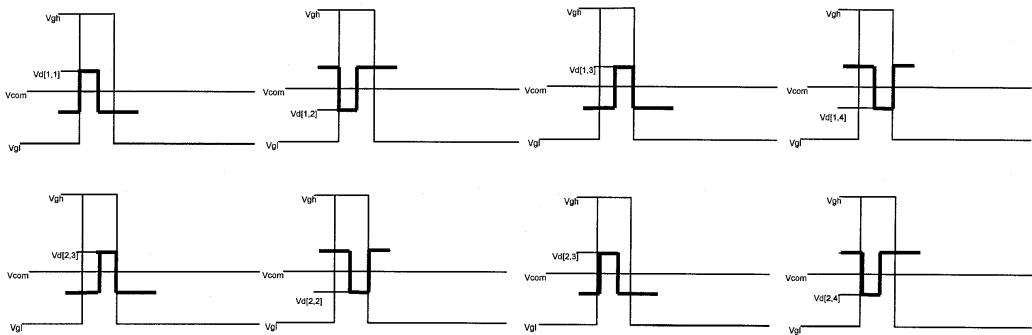 Vgh
Vd[1,1]
Vcom
Vgl
Vgh
Vcom
Vd[1,2]
Vgl
Vgh
Vd[1,3]
Vcom
Vgl
Vgh
Vcom
Vd[1,4]
Vgl
Vgh
Vd[2,3]
Vcom
Vgl
Vgh
Vcom
Vd[2,2]
Vgl
Vgh
Vd[2,3]
Vcom
Vgl
Vgh
Vcom
Vd[2,4]
Vgl